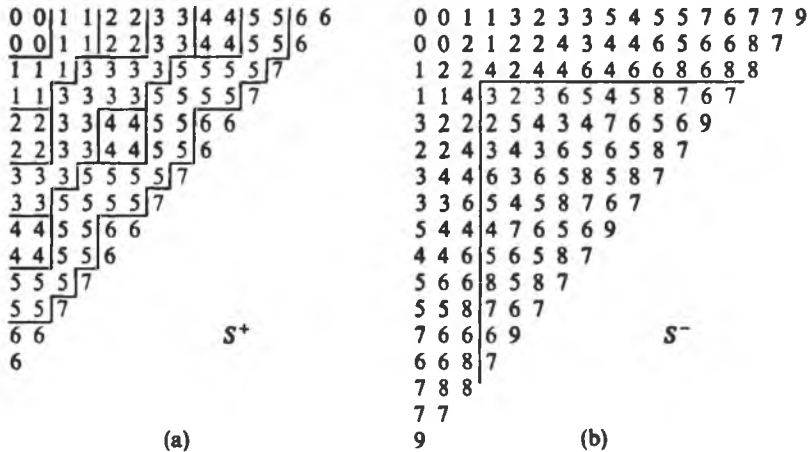 0 0 1 1 2 2 3 3 4 4 5 5 6 6
0 0 1 1 2 2 3 3 4 4 5 5 6
1 1 1 3 3 3 3 5 5 5 5 7
1 1 3 3 3 3 5 5 5 5 7
2 2 3 3 4 4 5 5 6 6
2 2 3 3 4 4 5 5 6
3 3 3 5 5 5 5 7
3 3 5 5 5 5 7
4 4 5 5 6 6
4 4 5 5 6
5 5 5 7
5 5 7
6 6
6
S⁺
(a)
0 0 1 1 3 2 3 3 5 4 5 5 7 6 7 7 9
0 0 2 1 2 2 4 3 4 4 6 5 6 6 8 7
1 2 2 4 2 4 4 6 4 6 6 8 6 8 8
1 1 4 3 2 3 6 5 4 5 8 7 6 7
3 2 2 2 5 4 3 4 7 6 5 6 9
2 2 4 3 4 3 6 5 6 5 8 7
3 4 4 6 3 6 5 8 5 8 7
3 3 6 5 4 5 8 7 6 7
5 4 4 4 7 6 5 6 9
4 4 6 5 6 5 8 7
5 6 6 8 5 8 7
5 5 8 7 6 7
7 6 6 6 9
6 6 8 7
7 8 8
7 7
9
S⁻
(b)